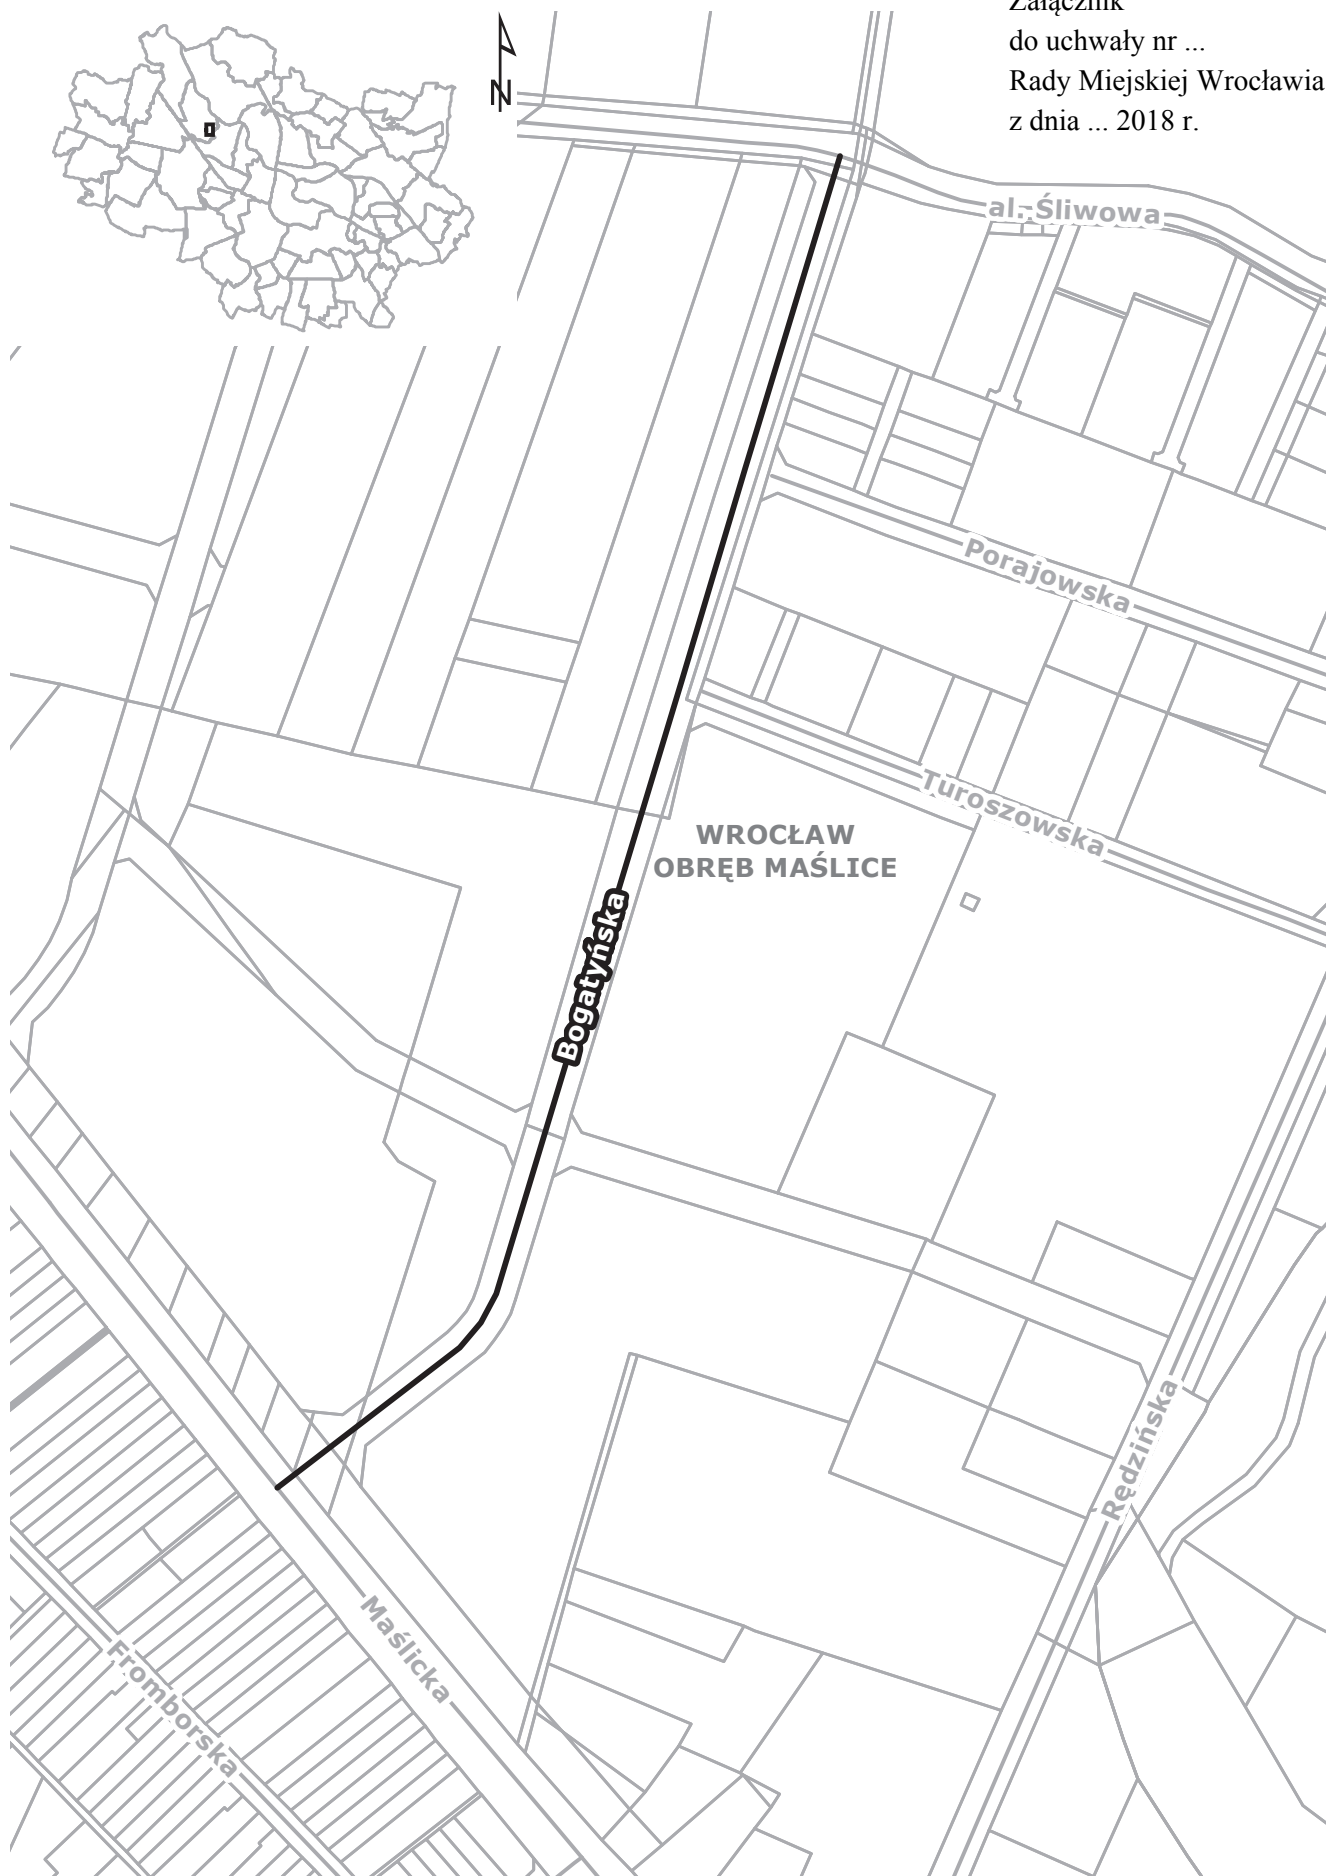 Załącznik
do uchwały nr ...
Rady Miejskiej Wrocławia
z dnia ... 2018 r.
N
al. Śliwowa
Porajowska
Turoszowska
WROCŁAW
OBRĘB MAŚLICE
Bogatyńska
Rędzińska
Maślicka
Fromborska